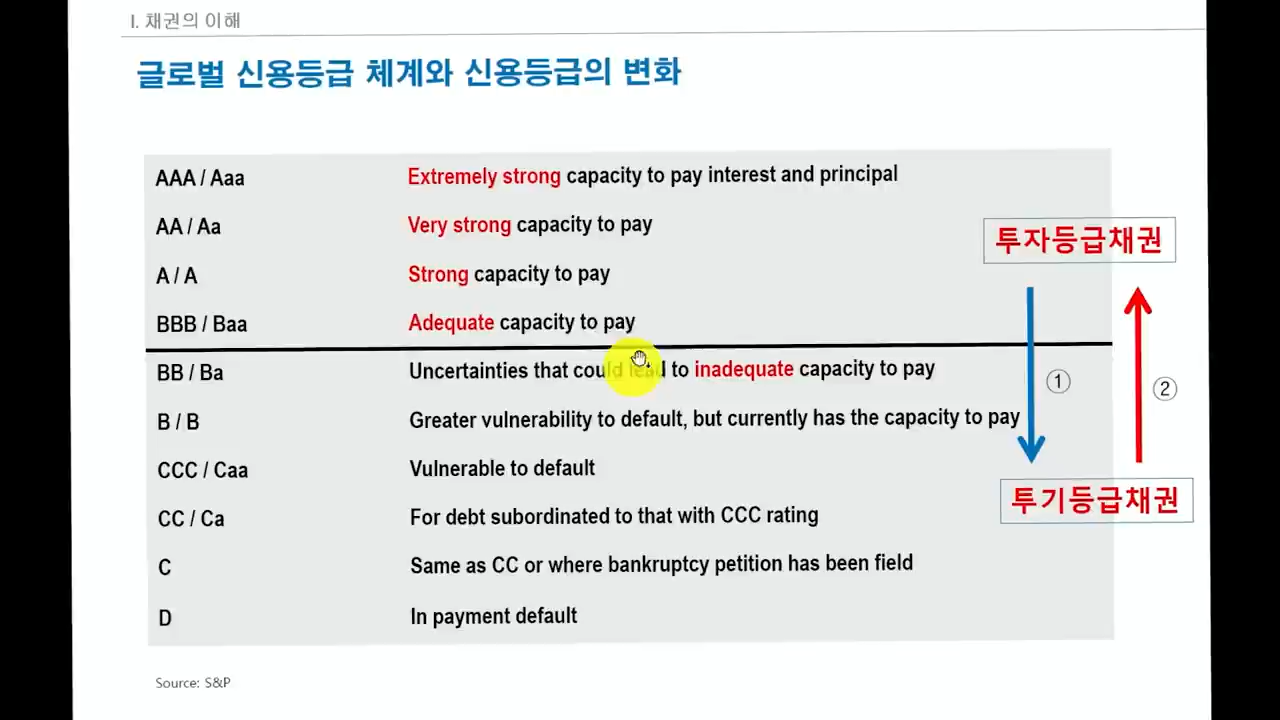 I. 채권의 이해
글로벌 신용등급 체계와 신용등급의 변화
AAA / Aaa Extremely strong capacity to pay interest and principal
AA / Aa Very strong capacity to pay
투자등급채권
A / A Strong capacity to pay
BBB / Baa Adequate capacity to pay
BB / Ba Uncertainties that could lead to inadequate capacity to pay
① ②
B / B Greater vulnerability to default, but currently has the capacity to pay
CCC / Caa Vulnerable to default
투기등급채권
CC / Ca For debt subordinated to that with CCC rating
C Same as CC or where bankruptcy petition has been field
D In payment default
Source: S&P